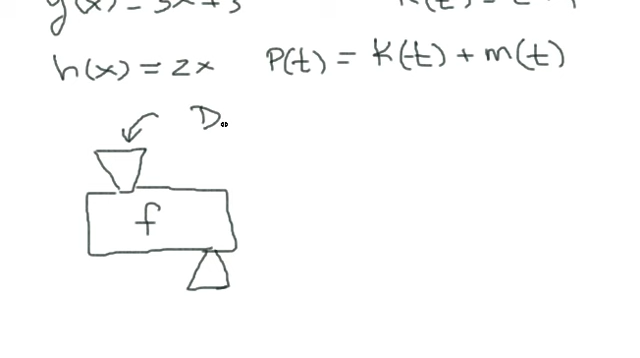 h(x) = 2x
P(t) = K(t) + m(t)
D
f